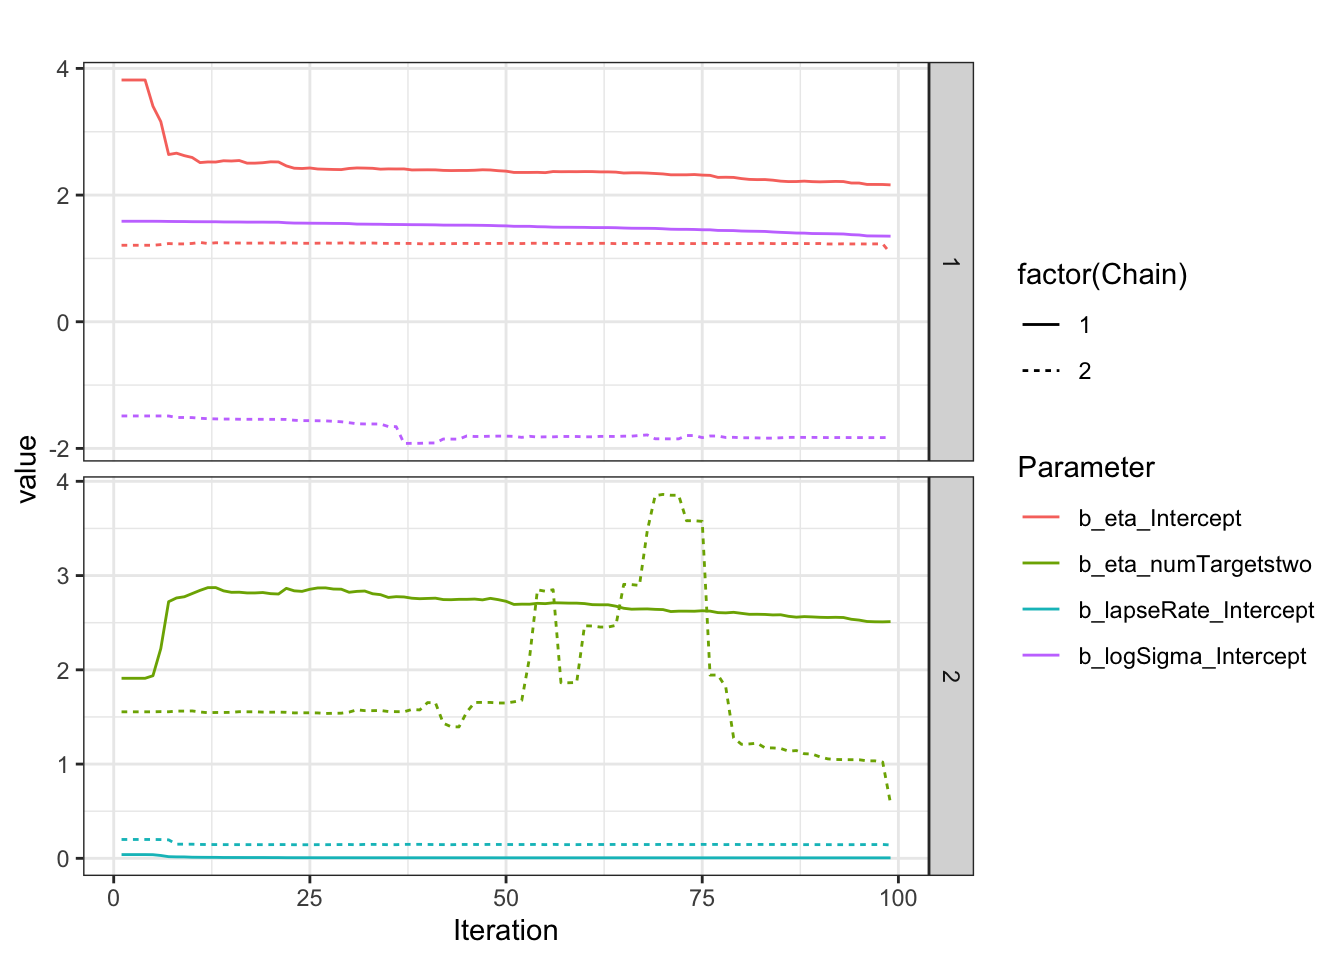 4
2
0
-2
1
4
3
2
1
0
2
0 25 50 75 100
Iteration
value
factor(Chain)
1
2
Parameter
b_eta_Intercept
b_eta_numTargetstwo
b_lapseRate_Intercept
b_logSigma_Intercept